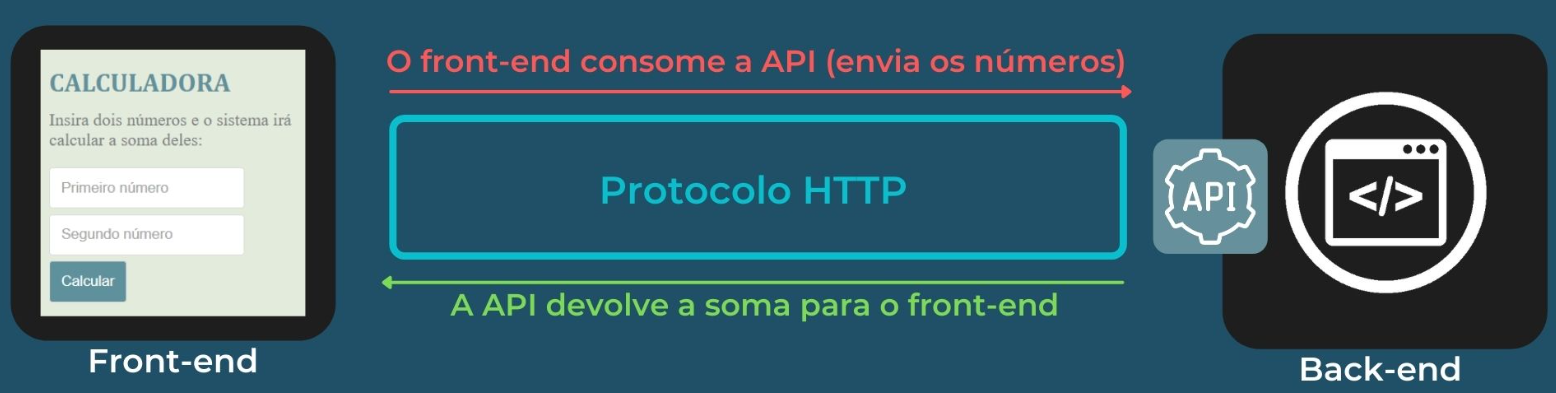 CALCULADORA
Insira dois números e o sistema irá
calcular a soma deles:
Primeiro número
Segundo número
Calcular
Front-end
O front-end consome a API (envia os números)
Protocolo HTTP
A API devolve a soma para o front-end
API
</>
Back-end